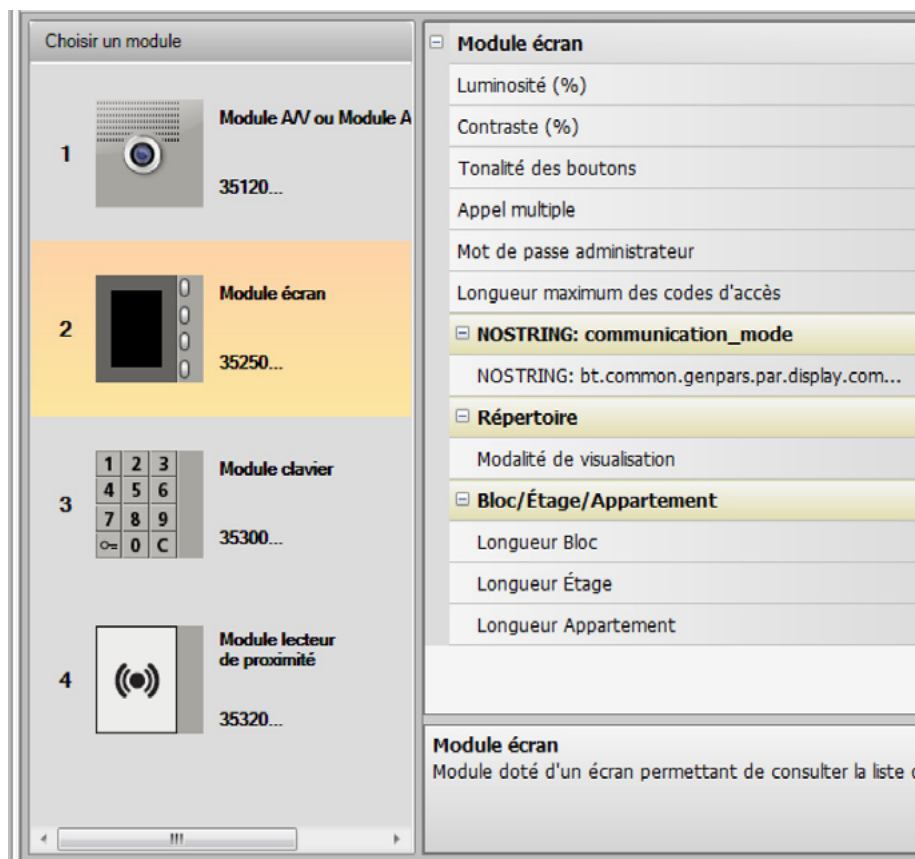 Choisir un module
1
Module A/V ou Module A
35120...
2
Module écran
35250...
3
1 2 3
4 5 6
7 8 9
0 C
Module clavier
35300...
4
Module lecteur
de proximité
35320...
Module écran
Luminosité (%)
Contraste (%)
Tonalité des boutons
Appel multiple
Mot de passe administrateur
Longueur maximum des codes d'accès
NOSTRING: communication_mode
NOSTRING: bt.common.genpars.par.display.com...
Répertoire
Modalité de visualisation
Bloc/Étage/Appartement
Longueur Bloc
Longueur Étage
Longueur Appartement
Module écran
Module doté d'un écran permettant de consulter la liste